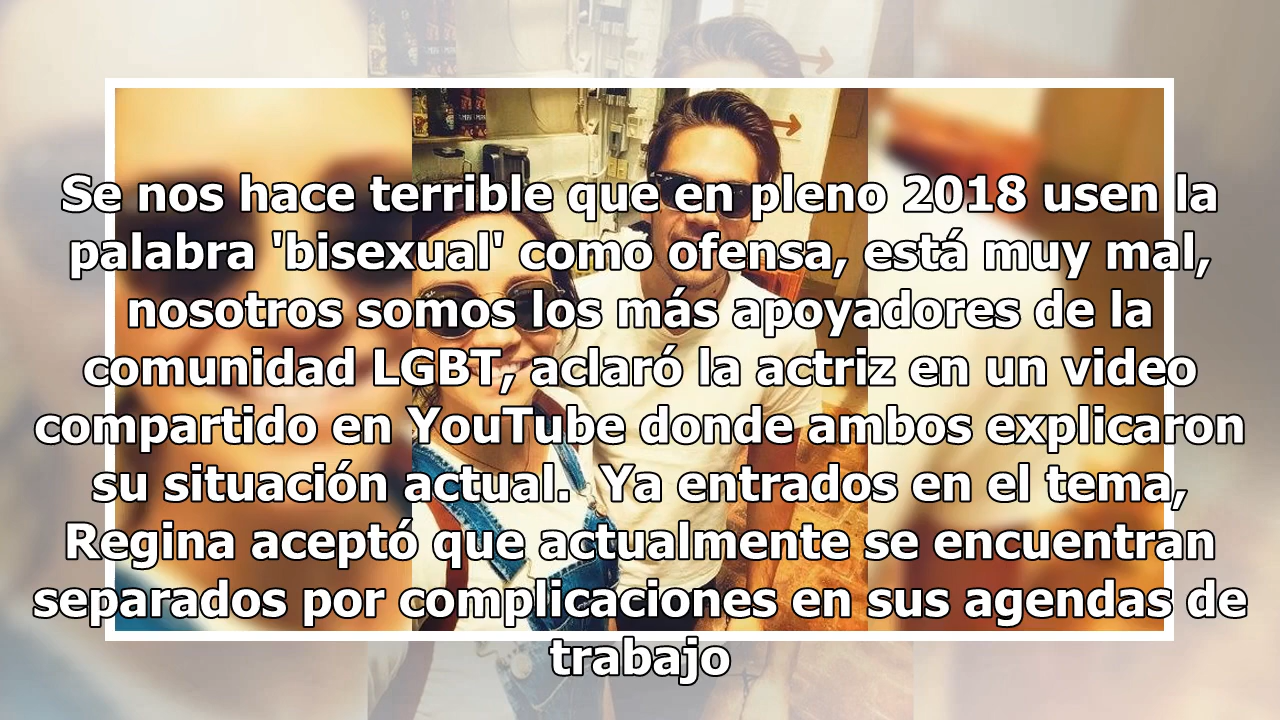 Se nos hace terrible que en pleno 2018 usen la
palabra 'bisexual' como ofensa, está muy mal,
nosotros somos los más apoyadores de la
comunidad LGBT, aclaró la actriz en un video
compartido en YouTube donde ambos explicaron
su situación actual.  Ya entrados en el tema,
Regina aceptó que actualmente se encuentran
separados por complicaciones en sus agendas de
trabajo